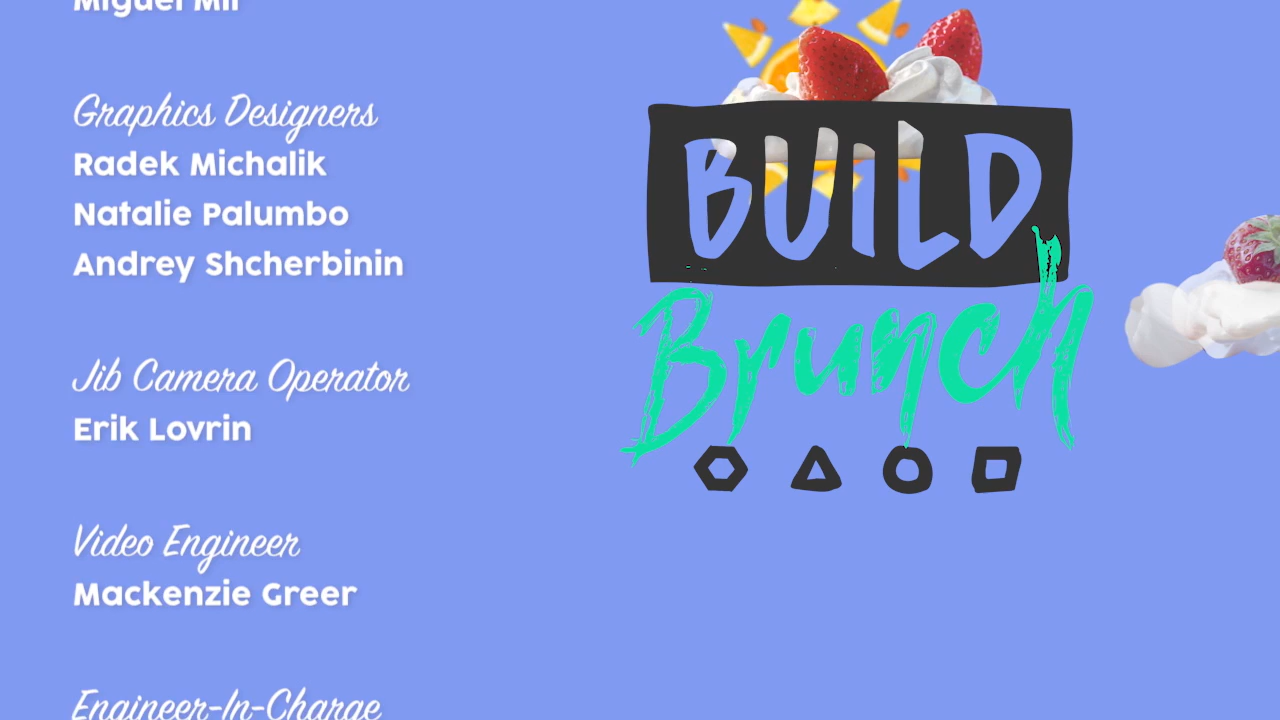 Graphics Designers
Radek Michalik
Natalie Palumbo
Andrey Shcherbinin
Jib Camera Operator
Erik Lovrin
Video Engineer
Mackenzie Greer
Engineer-In-Charge
BUILD
Brunch